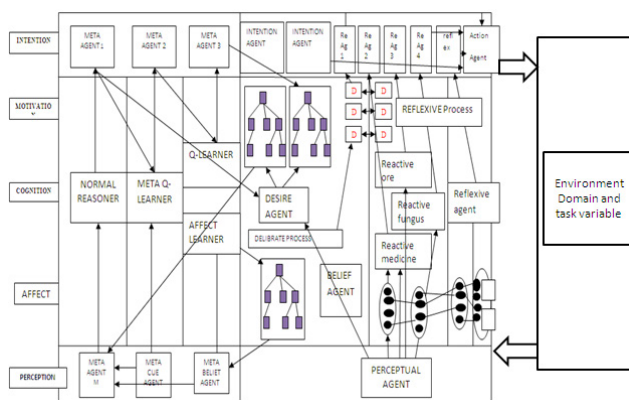 INTENTION
META
AGENT 1
META
AGENT 2
META
AGENT 3
INTENTION
AGENT
INTENTION
AGENT
Re
Ag
1
Re
Ag
2
Re
Ag
3
Re
Ag
4
refl
ex
Action
Agent
MOTIVATIO
D
D
D
D
D
D
REFLEXIVE Process
Q-LEARNER
COGNITION
NORMAL
REASONER
META Q-
LEARNER
DESIRE
AGENT
Reactive
ore
Reactive
fungus
Reflexive
agent
AFFECT
LEARNER
DELIBRATE PROCESS
Reactive
medicine
BELIEF
AGENT
AFFECT
PERCEPTION
META
AGENT
M
META
CUE
AGENT
META
BELIEF
AGENT
PERCEPTUAL
AGENT
Environment
Domain and
task variable